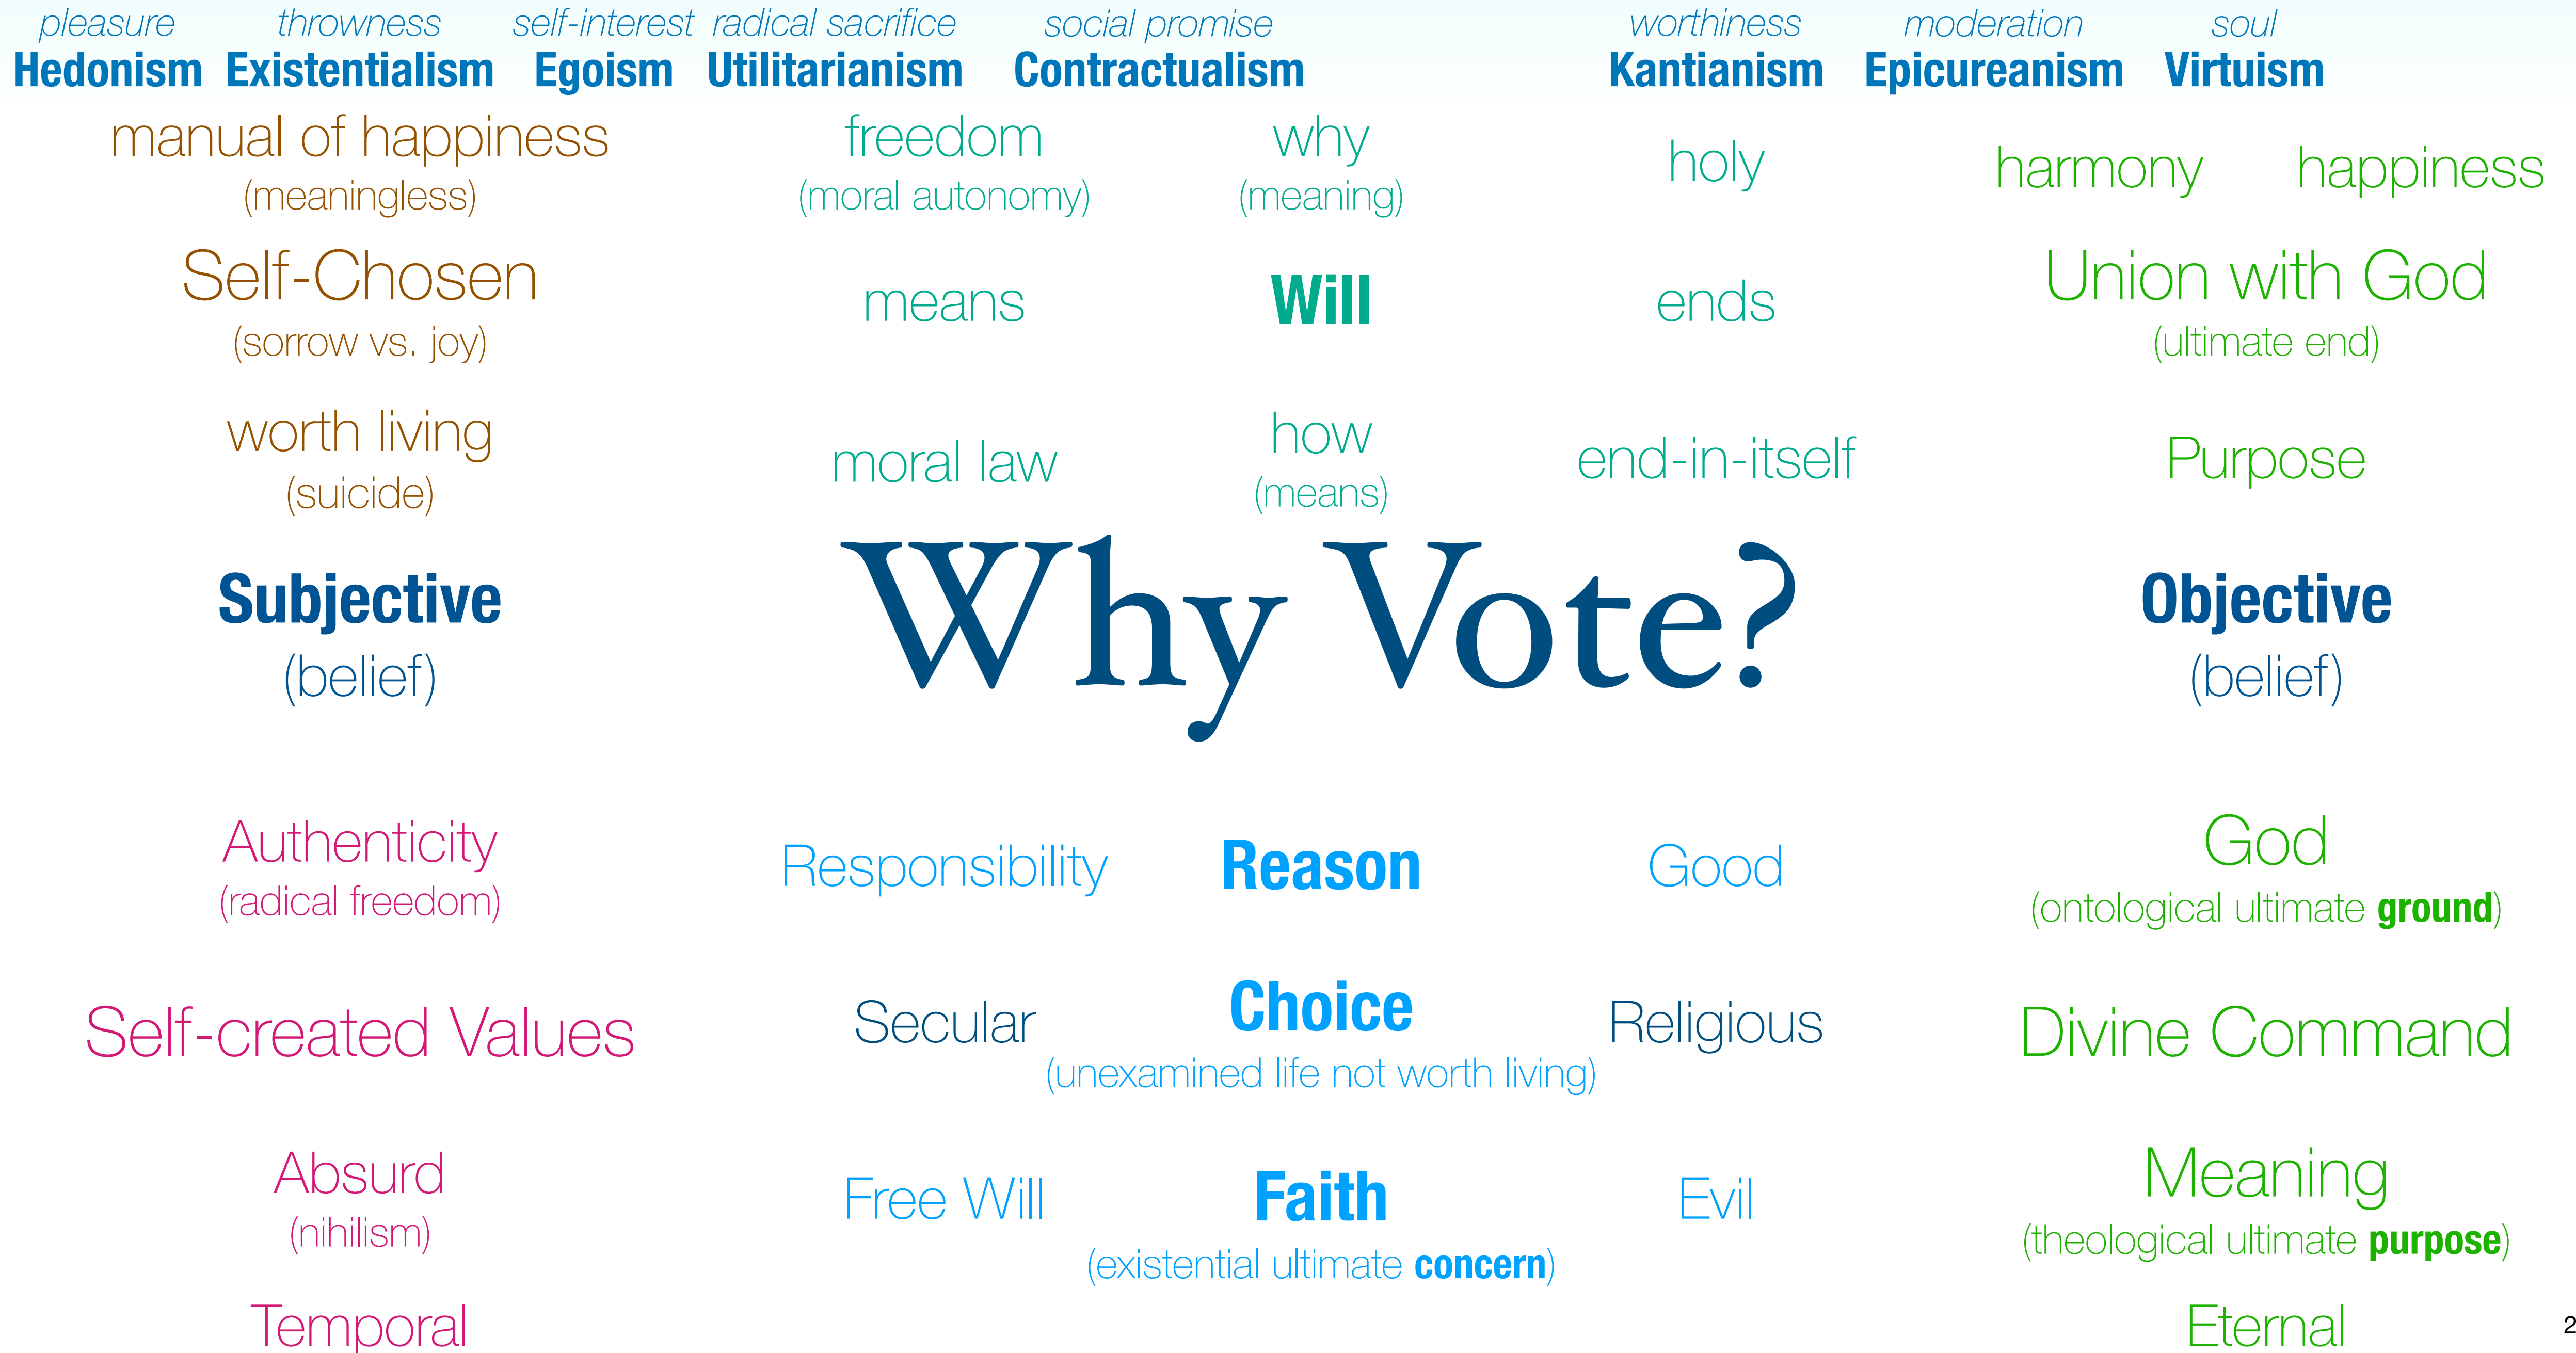 pleasure throwness self-interest radical sacrifice social promise worthiness moderation soul
Hedonism Existentialism Egoism Utilitarianism Contractualism Kantianism Epicureanism Virtuism
manual of happiness freedom why holy harmony happiness
(meaningless) (moral autonomy) (meaning)
Self-Chosen means Will ends Union with God
(sorrow vs. joy) (ultimate end)
worth living moral law how end-in-itself Purpose
(suicide) (means)
Subjective Why Vote? Objective
(belief) (belief)
Authenticity Responsibility Reason Good God
(radical freedom) (ontological ultimate ground)
Self-created Values Secular Choice Religious Divine Command
(unexamined life not worth living)
Absurd Free Will Faith Evil Meaning
(nihilism) (existential ultimate concern) (theological ultimate purpose)
Temporal Eternal 2